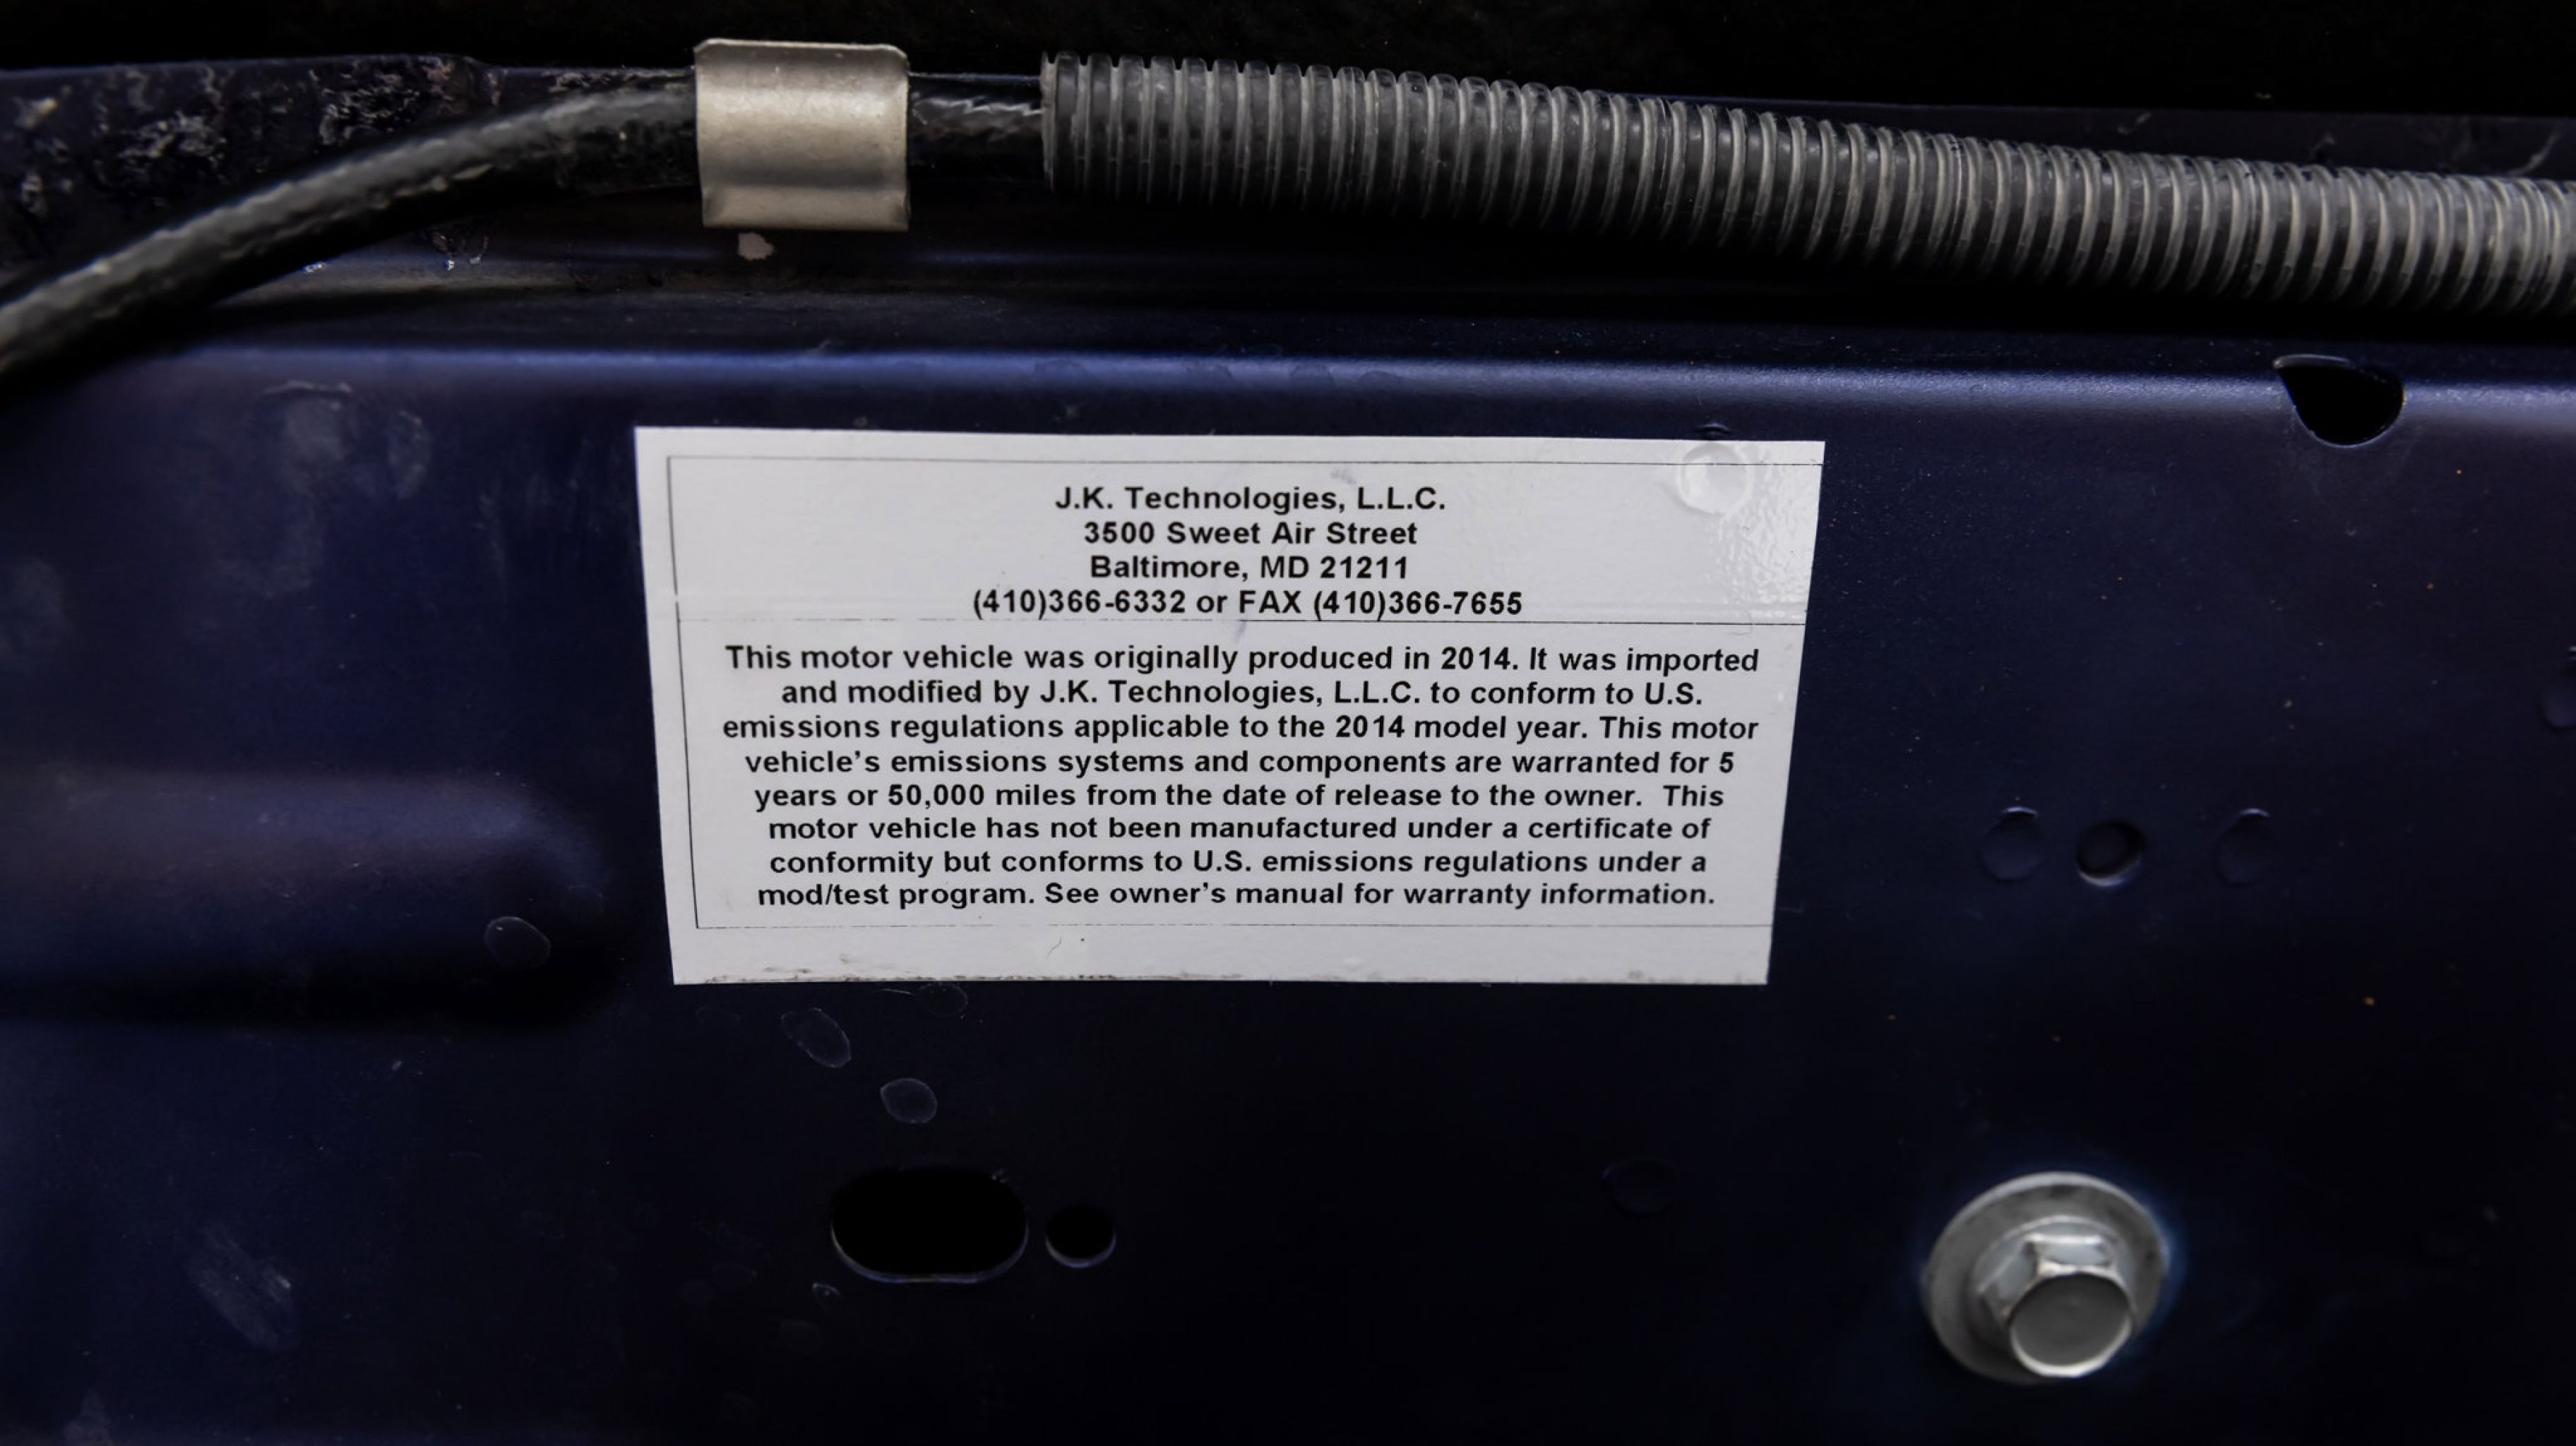 J.K. Technologies, L.L.C.
3500 Sweet Air Street
Baltimore, MD 21211
(410)366-6332 or FAX (410)366-7655
This motor vehicle was originally produced in 2014. It was imported
and modified by J.K. Technologies, L.L.C. to conform to U.S.
emissions regulations applicable to the 2014 model year. This motor
vehicle's emissions systems and components are warranted for 5
years or 50,000 miles from the date of release to the owner.  This
motor vehicle has not been manufactured under a certificate of
conformity but conforms to U.S. emissions regulations under a
mod/test program. See owner's manual for warranty information.